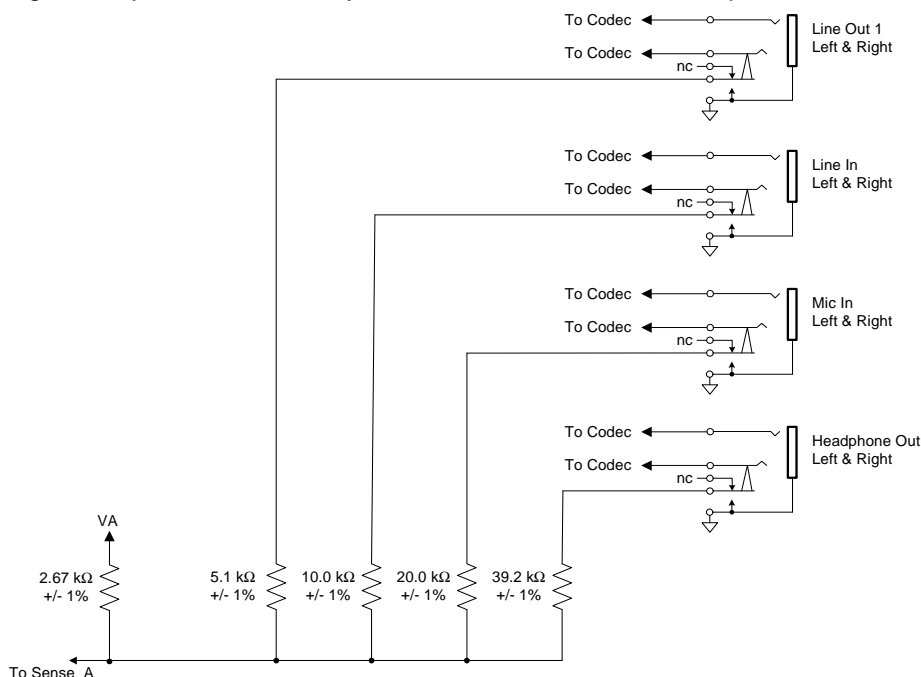 To Codec
Line Out 1
Left & Right
To Codec
nc
To Codec
Line In
Left & Right
To Codec
nc
To Codec
Mic In
Left & Right
To Codec
nc
To Codec
Headphone Out
Left & Right
To Codec
nc
VA
2.67 kΩ
+/- 1%
5.1 kΩ
+/- 1%
10.0 kΩ
+/- 1%
20.0 kΩ
+/- 1%
39.2 kΩ
+/- 1%
To Sense_A